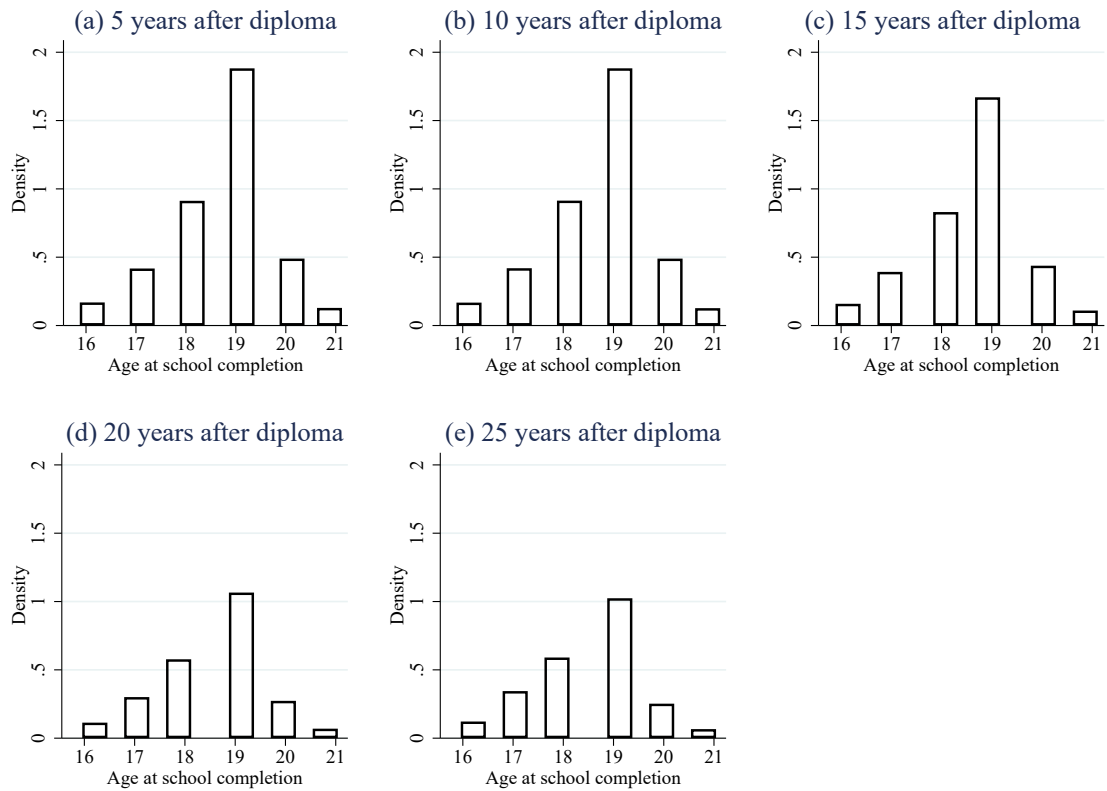 (a) 5 years after diploma
2
1.5
1
.5
0
Density
16 17 18 19 20 21
Age at school completion
(b) 10 years after diploma
2
1.5
1
.5
0
Density
16 17 18 19 20 21
Age at school completion
(c) 15 years after diploma
2
1.5
1
.5
0
Density
16 17 18 19 20 21
Age at school completion
(d) 20 years after diploma
2
1.5
1
.5
0
Density
16 17 18 19 20 21
Age at school completion
(e) 25 years after diploma
2
1.5
1
.5
0
Density
16 17 18 19 20 21
Age at school completion